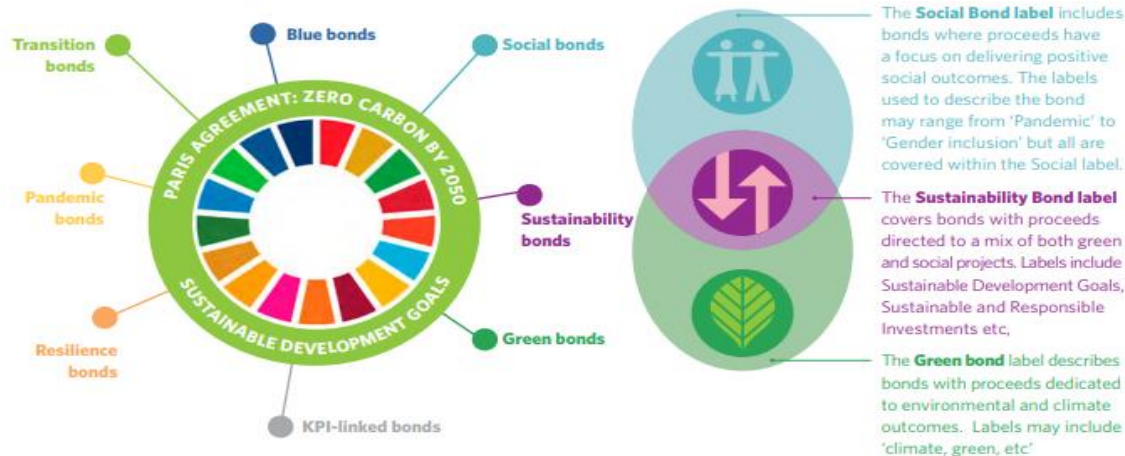 Transition
bonds
Blue bonds
Social bonds
PARIS AGREEMENT: ZERO CARBON BY 2050
SUSTAINABLE DEVELOPMENT GOALS
Pandemic
bonds
Sustainability
bonds
Resilience
bonds
Green bonds
KPI-linked bonds
The Social Bond label includes
bonds where proceeds have
a focus on delivering positive
social outcomes. The labels
used to describe the bond
may range from ‘Pandemic’ to
‘Gender inclusion’ but all are
covered within the Social label.
The Sustainability Bond label
covers bonds with proceeds
directed to a mix of both green
and social projects. Labels include
Sustainable Development Goals,
Sustainable and Responsible
Investments etc,
The Green bond label describes
bonds with proceeds dedicated
to environmental and climate
outcomes. Labels may include
‘climate, green, etc’